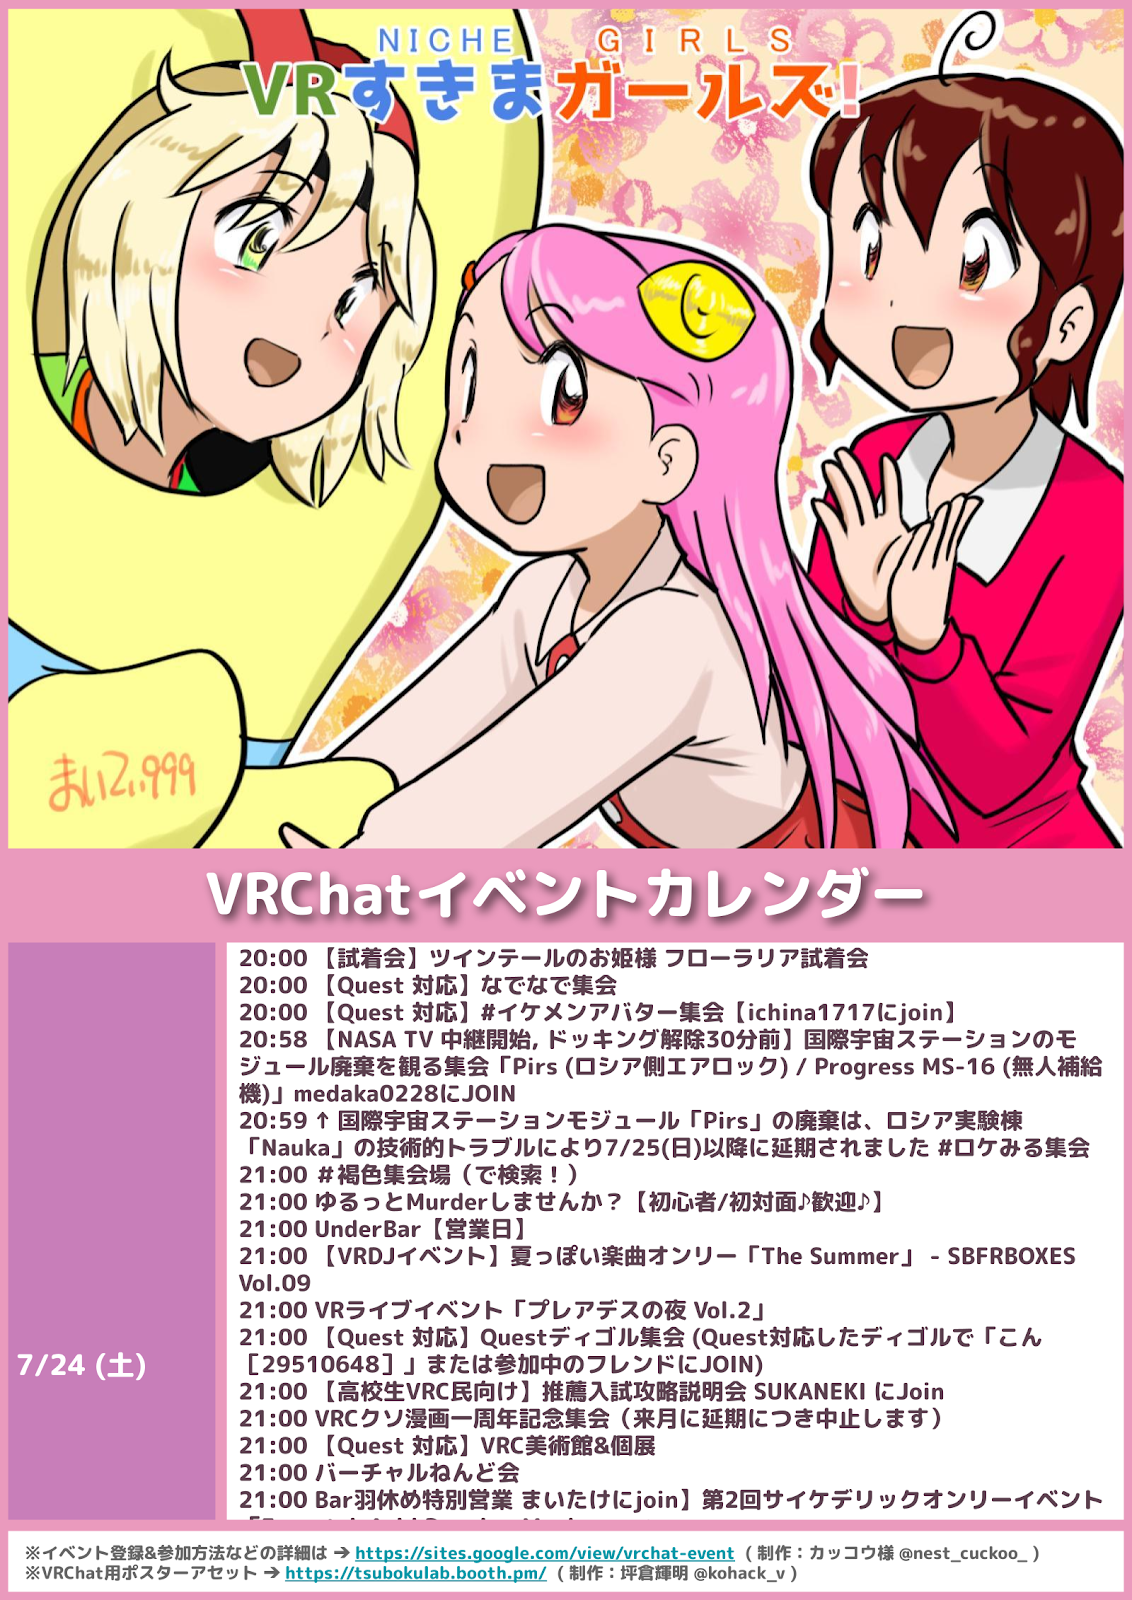 NICHE GIRLS
VRすきまガールズ!
まいてぃ999
VRChatイベントカレンダー
7/24 (土)
20:00 【試着会】ツインテールのお姫様 フローラリア試着会
20:00 【Quest 対応】なでなで集会
20:00 【Quest 対応】#イケメンアバター集会【ichina1717にjoin】
20:58 【NASA TV 中継開始, ドッキング解除30分前】国際宇宙ステーションのモ
ジュール廃棄を観る集会「Pirs (ロシア側エアロック) / Progress MS-16 (無人補給
機)」medaka0228にJOIN
20:59 ↑ 国際宇宙ステーションモジュール「Pirs」の廃棄は、ロシア実験棟
「Nauka」の技術的トラブルにより7/25(日)以降に延期されました #ロケみる集会
21:00 ＃褐色集会場（で検索！）
21:00 ゆるっとMurderしませんか？【初心者/初対面♪歓迎♪】
21:00 UnderBar【営業日】
21:00 【VRDJイベント】夏っぽい楽曲オンリー「The Summer」 - SBFRBOXES
Vol.09
21:00 VRライブイベント「プレアデスの夜 Vol.2」
21:00 【Quest 対応】Questディゴル集会 (Quest対応したディゴルで「こん
［29510648］」または参加中のフレンドにJOIN)
21:00 【高校生VRC民向け】推薦入試攻略説明会 SUKANEKI にJoin
21:00 VRCクソ漫画一周年記念集会（来月に延期につき中止します）
21:00 【Quest 対応】VRC美術館&個展
21:00 バーチャルねんど会
21:00 Bar羽休め特別営業 まいたけにjoin】第2回サイケデリックオンリーイベント
※イベント登録&参加方法などの詳細は ➔ https://sites.google.com/view/vrchat-event ( 制作：カッコウ様 @nest_cuckoo_ )
※VRChat用ポスターアセット ➔ https://tsubokulab.booth.pm/ ( 制作：坪倉輝明 @kohack_v )